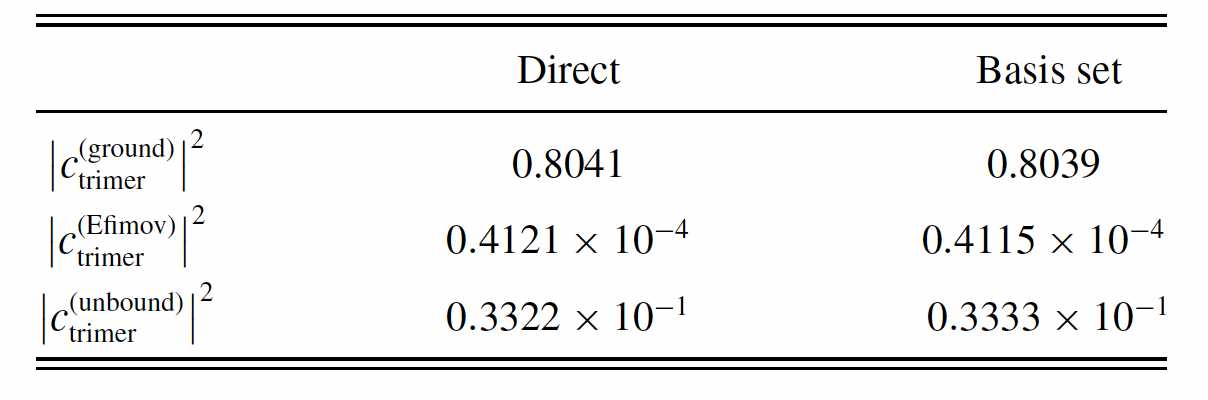 Direct Basis set
|c_trimer^(ground)|^2 0.8041 0.8039
|c_trimer^(Efimov)|^2 0.4121 × 10^−4 0.4115 × 10^−4
|c_trimer^(unbound)|^2 0.3322 × 10^−1 0.3333 × 10^−1